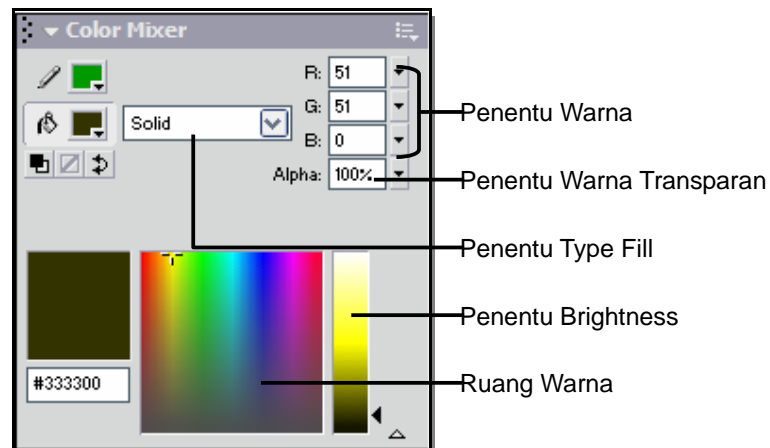 Color Mixer
R: 51
G: 51
Solid
B: 0
Alpha: 100%
#333300
Penentu Warna
Penentu Warna Transparan
Penentu Type Fill
Penentu Brightness
Ruang Warna